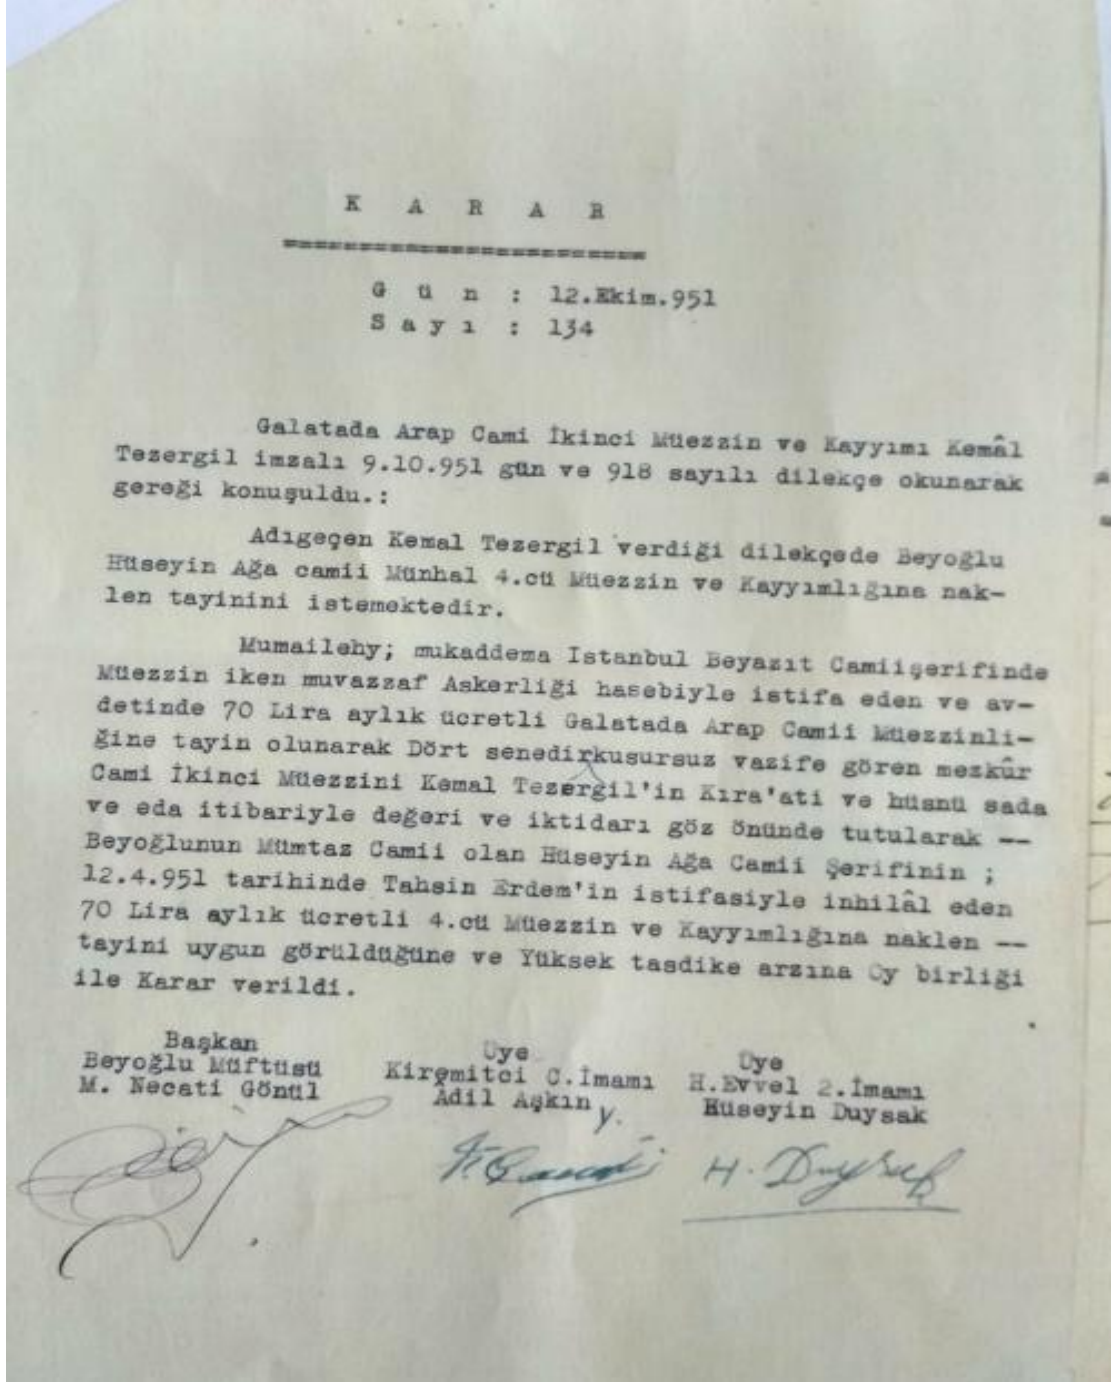 K A R A R
========================
G ü n : 12.Ekim.951
S a y ı : 134
Galatada Arap Cami İkinci Müezzin ve Kayyımı Kemâl
Tezergil imzalı 9.10.951 gün ve 918 sayılı dilekçe okunarak
gereği konuşuldu.:
Adıgeçen Kemal Tezergil verdiği dilekçede Beyoğlu
Hüseyin Ağa camii Münhal 4.cü Müezzin ve Kayyımlığına nak-
len tayinini istemektedir.
Mumailehy; mukaddema Istanbul Beyazıt Camiişerifinde
Müezzin iken muvazzaf Askerliği hasebiyle istifa eden ve av-
detinde 70 Lira aylık ücretli Galatada Arap Camii Müezzinli-
ğine tayin olunarak Dört senedirkusursuz vazife gören mezkûr
Cami İkinci Müezzini Kemal Tezergil'in Kıra'ati ve hüsnü sada
ve eda itibariyle değeri ve iktidarı göz önünde tutularak --
Beyoğlunun Mümtaz Camii olan Hüseyin Ağa Camii Şerifinin ;
12.4.951 tarihinde Tahsin Erdem'in istifasiyle inhilâl eden
70 Lira aylık ücretli 4.cü Müezzin ve Kayyımlığına naklen --
tayini uygun görüldüğüne ve Yüksek tasdike arzına Oy birliği
ile Karar verildi.
Başkan
Beyoğlu Müftüsü
M. Necati Gönül
Üye
Kiremitci C.İmamı
Adil Aşkın y.
Üye
H.Evvel 2.İmamı
Hüseyin Duysak
H. Duysak